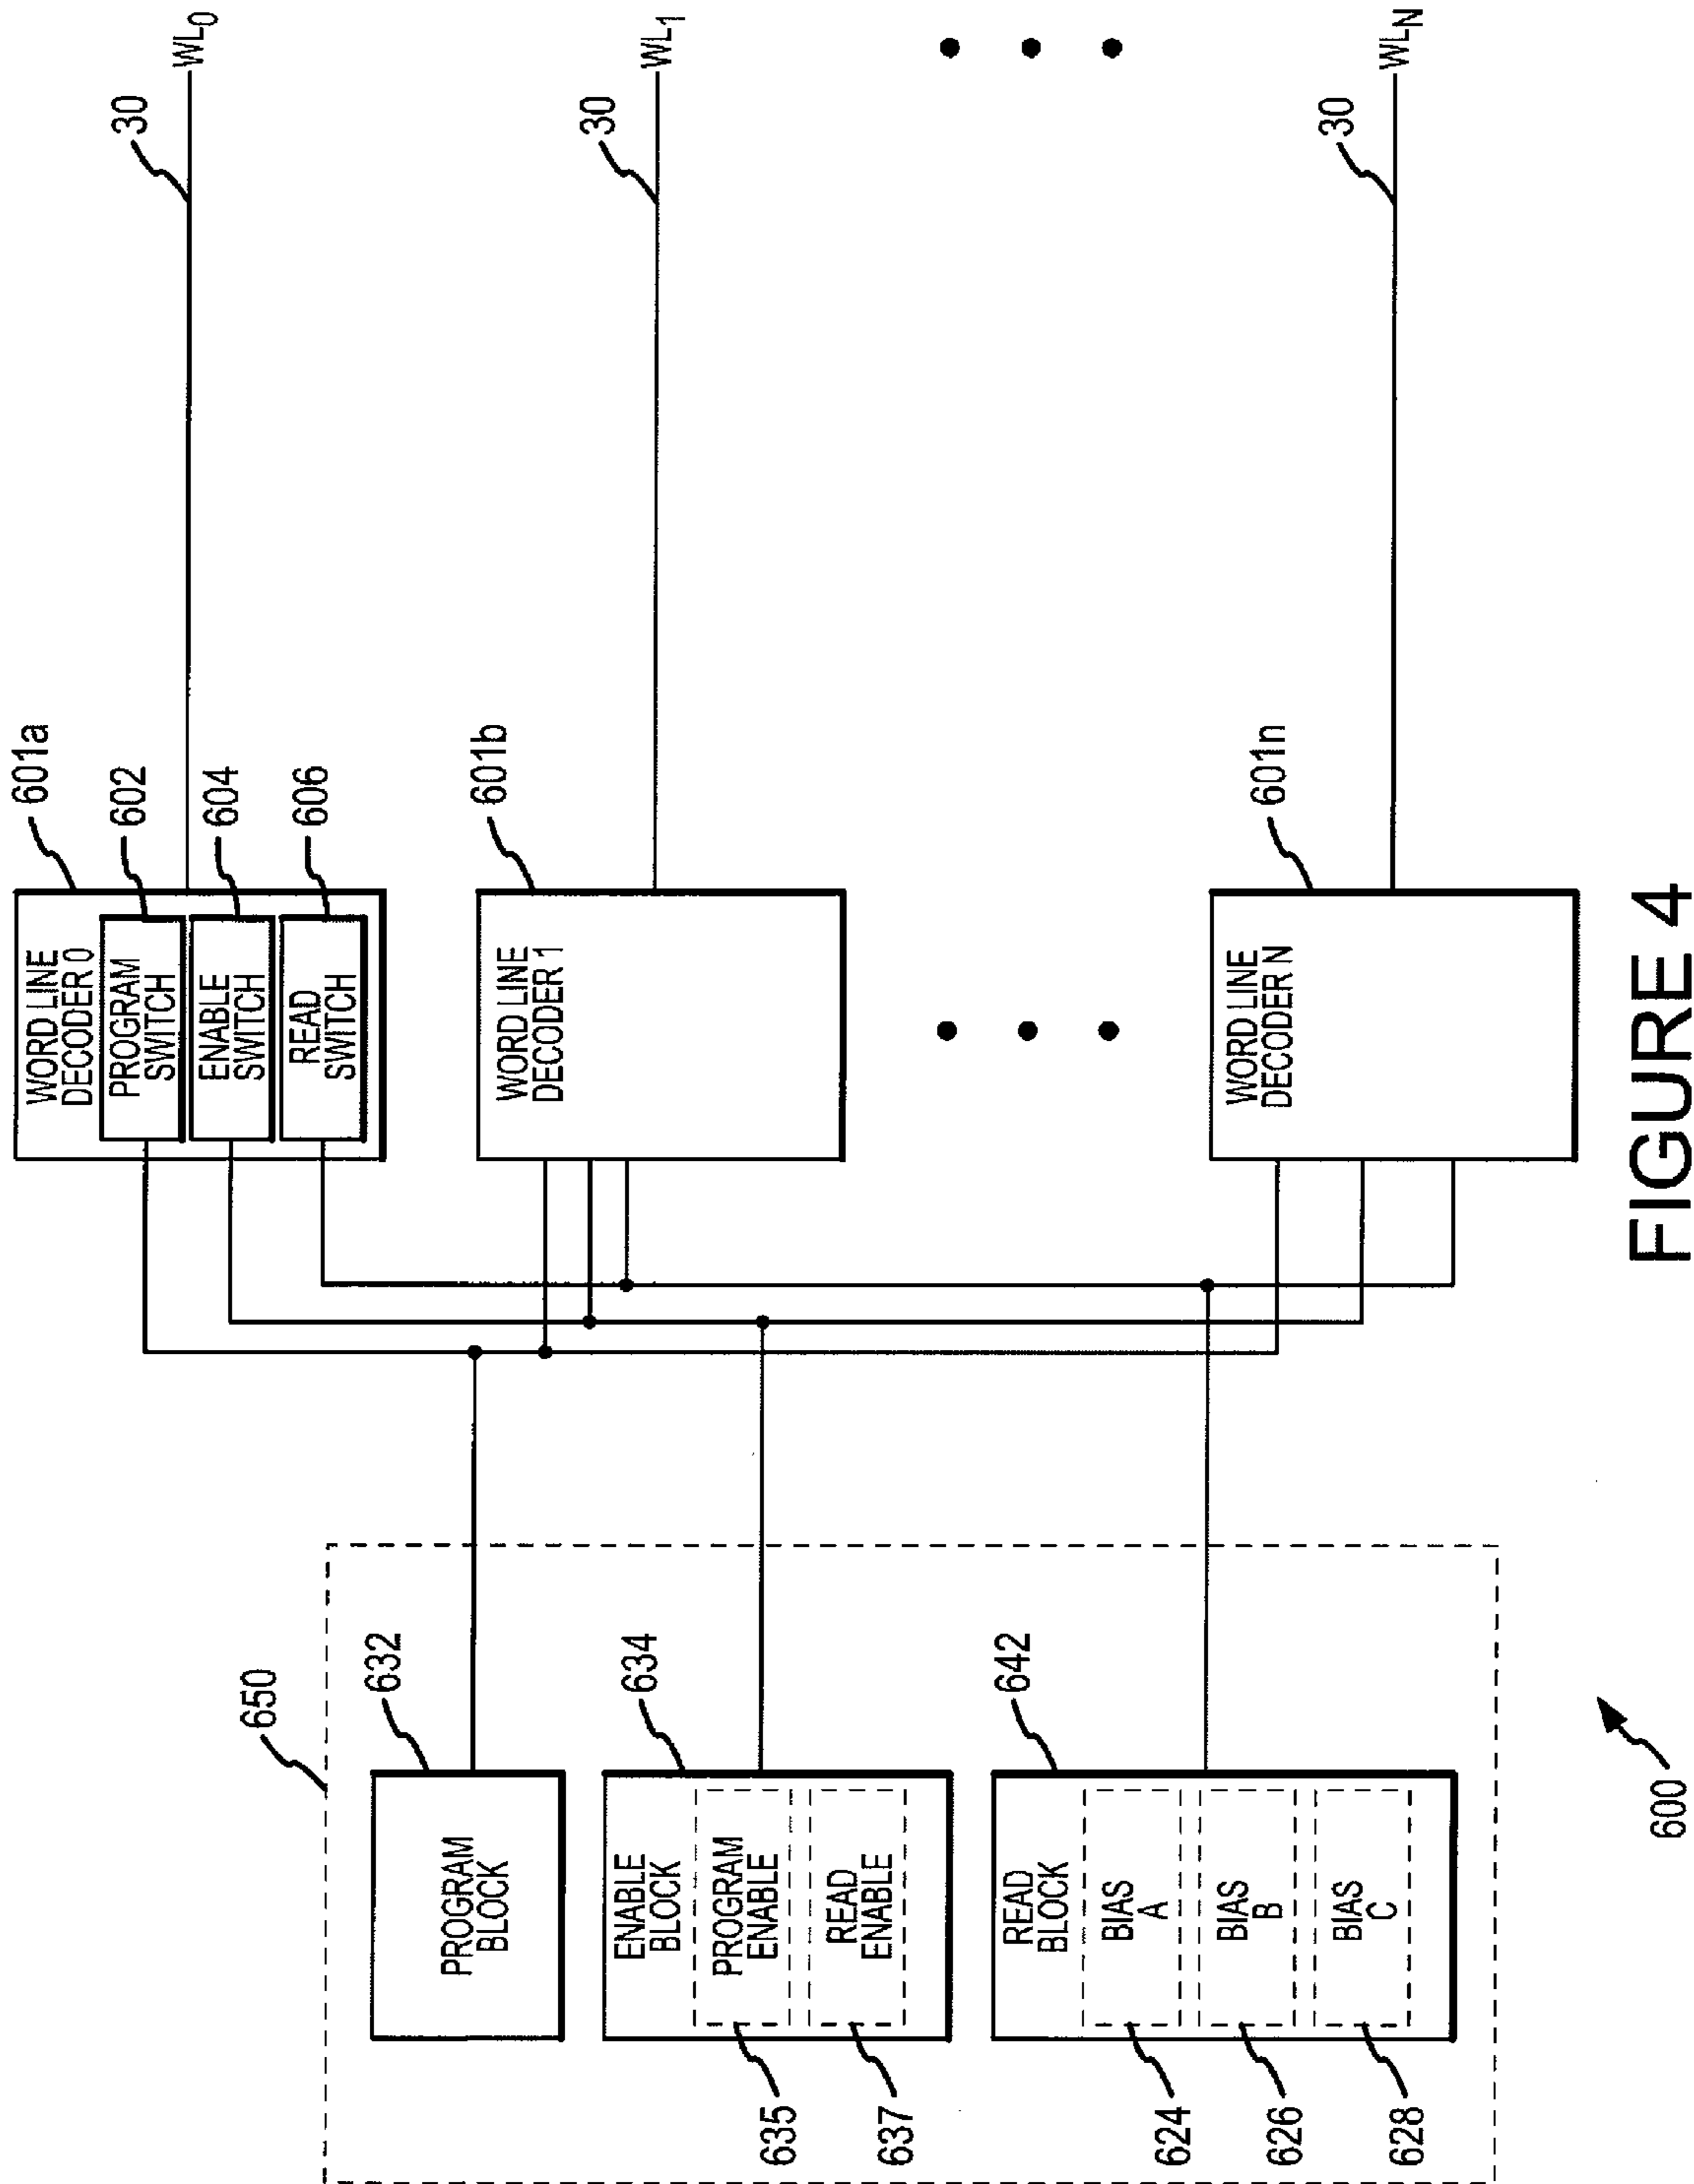 650
632
PROGRAM
BLOCK
634
ENABLE
BLOCK
PROGRAM
ENABLE
READ
ENABLE
635
637
642
READ
BLOCK
BIAS
A
BIAS
B
BIAS
C
624
626
628
601a
WORD LINE
DECODER 0
PROGRAM
SWITCH
ENABLE
SWITCH
READ
SWITCH
602
604
606
30
WL0
601b
WORD LINE
DECODER 1
30
WL1
601n
WORD LINE
DECODER N
30
WLN
600
FIGURE 4